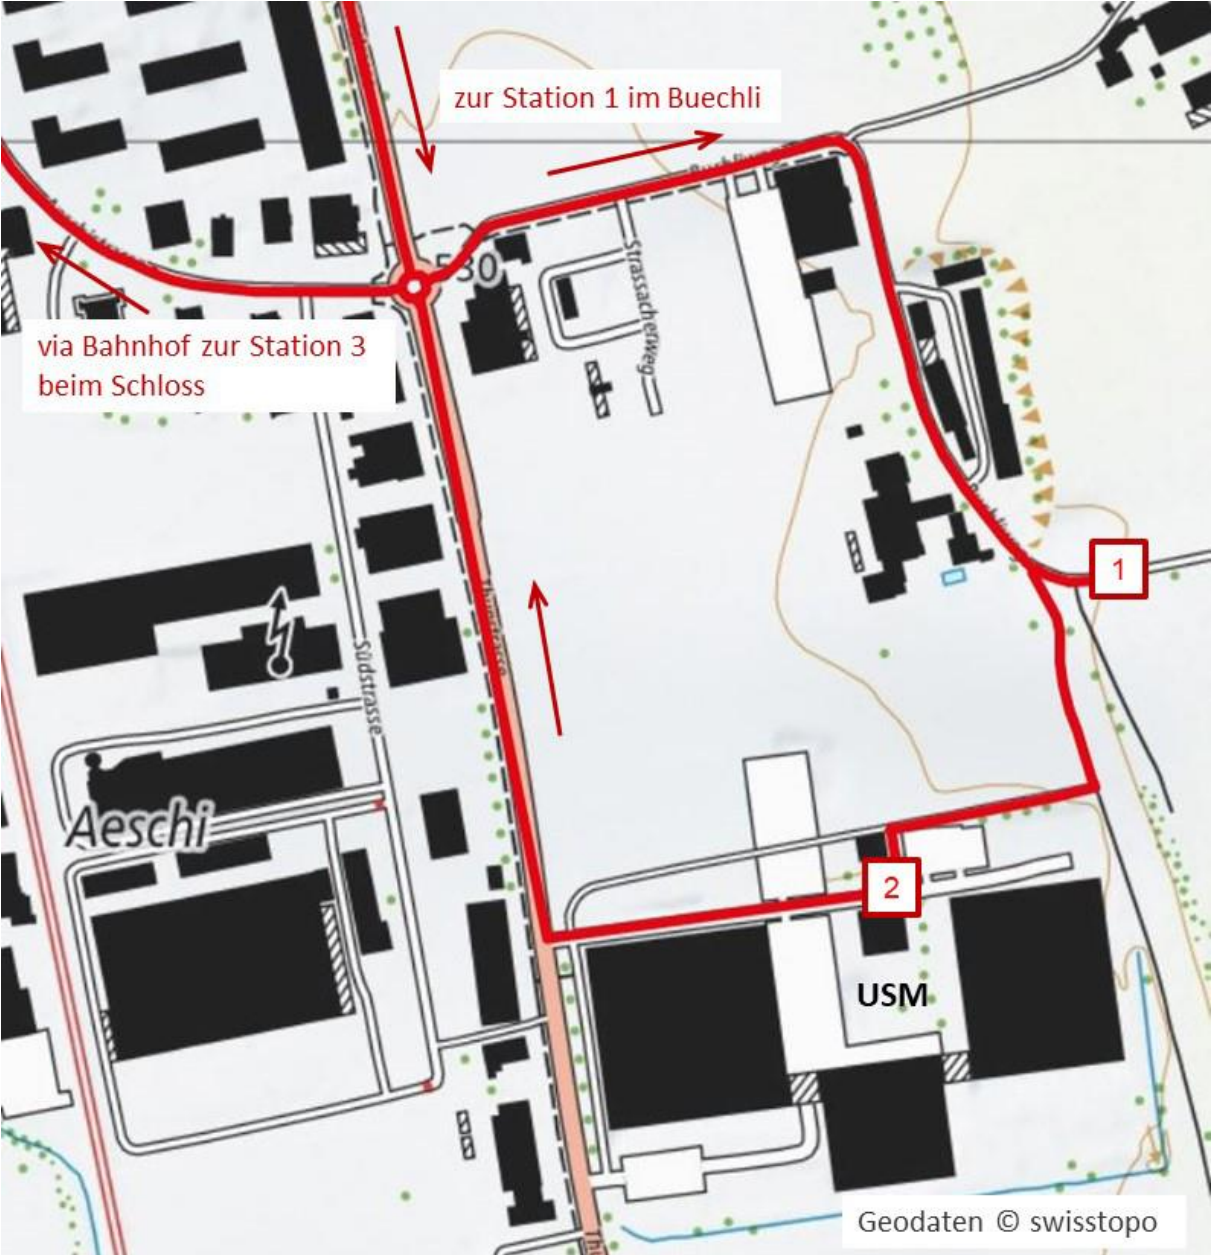 zur Station 1 im Buechli
530
Strassacherweg
via Bahnhof zur Station 3
beim Schloss
1
Südstrasse
Aeschi
2
USM
Geodaten © swisstopo